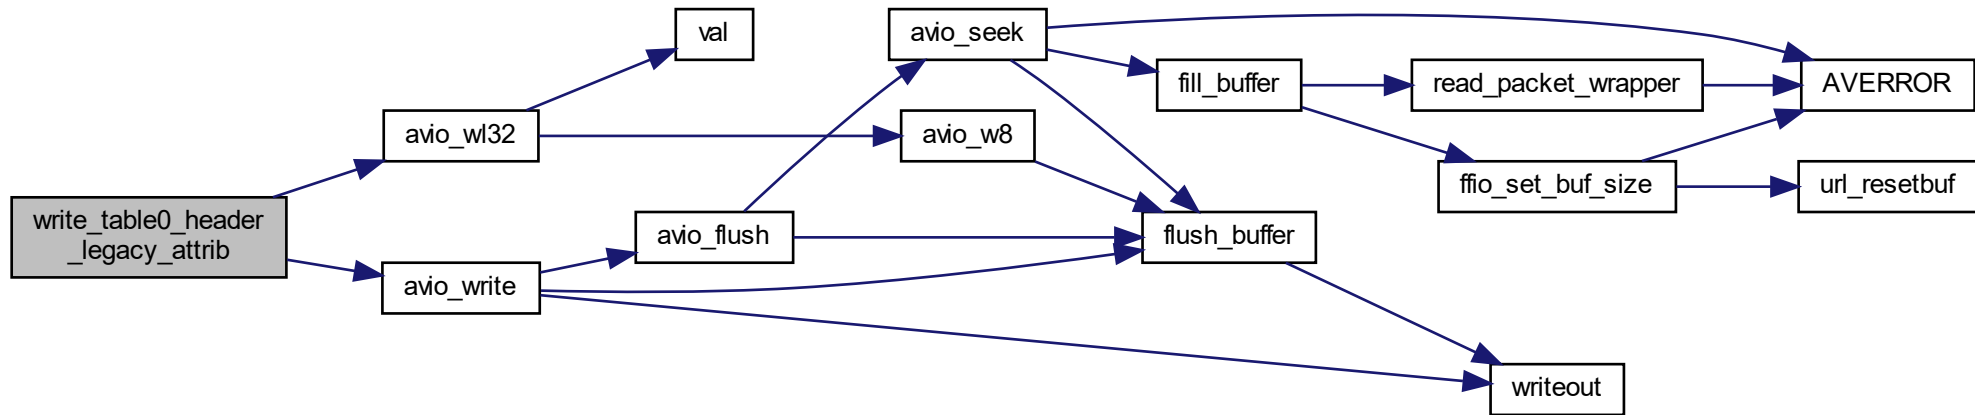 val
avio_seek
fill_buffer
read_packet_wrapper
AVERROR
avio_wl32
avio_w8
ffio_set_buf_size
url_resetbuf
write_table0_header
_legacy_attrib
avio_flush
flush_buffer
avio_write
writeout